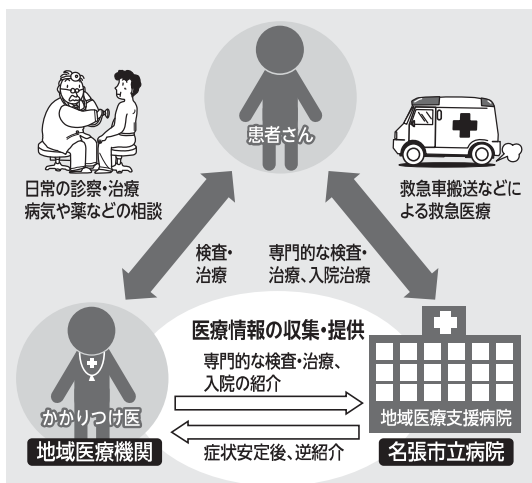 患者さん
日常の診察・治療
病気や薬などの相談
救急車搬送などに
よる救急医療
検査・
治療
専門的な検査・
治療、入院治療
医療情報の収集・提供
専門的な検査・治療、
入院の紹介
かかりつけ医
地域医療機関
地域医療支援病院
名張市立病院
症状安定後、逆紹介